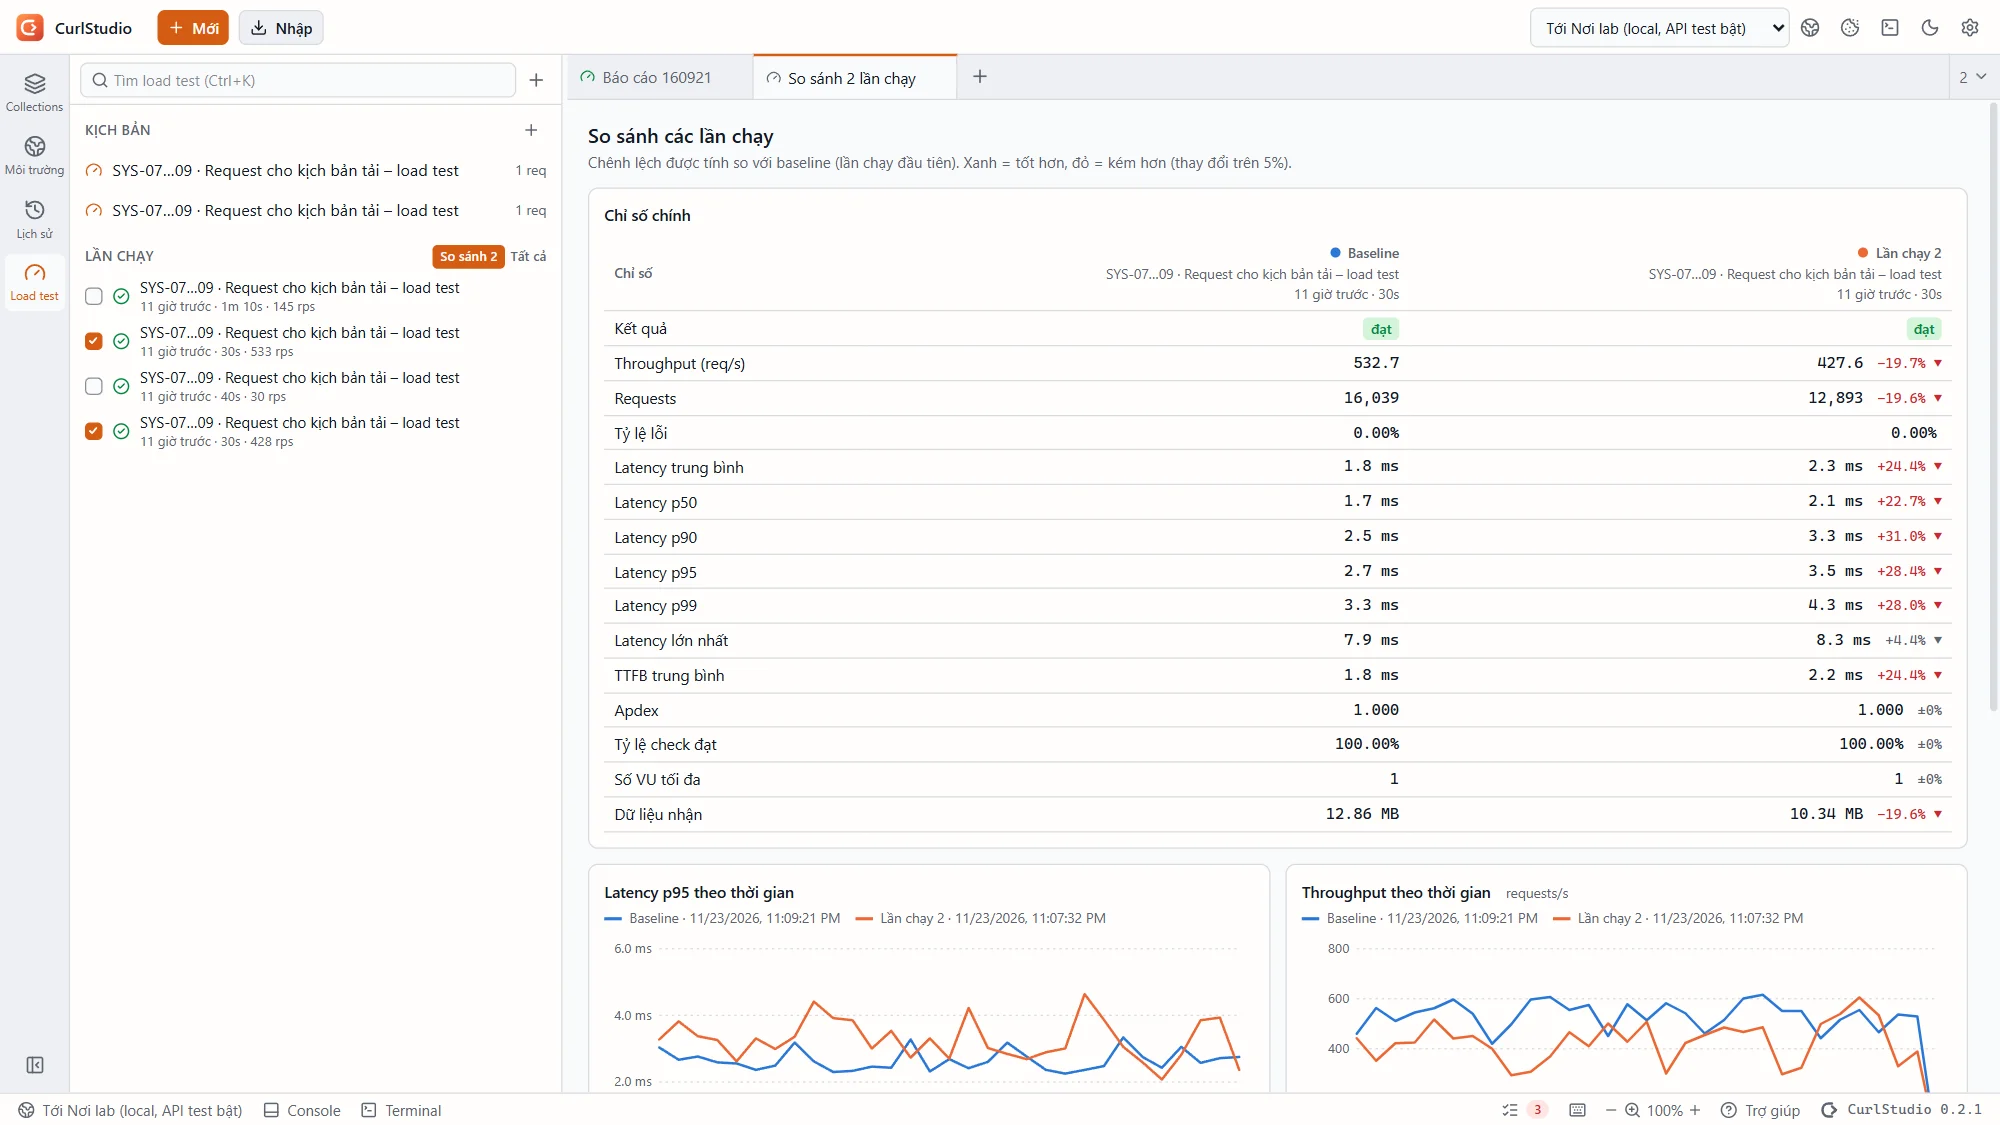 CurlStudio
Mới
Nhập
Tới Nơi lab (local, API test bật)
Collections
Môi trường
Lịch sử
Load test
Tìm load test (Ctrl+K)
KỊCH BẢN
SYS-07...09 · Request cho kịch bản tải – load test 1 req
SYS-07...09 · Request cho kịch bản tải – load test 1 req
LẦN CHẠY So sánh 2 Tất cả
SYS-07...09 · Request cho kịch bản tải – load test
11 giờ trước · 1m 10s · 145 rps
SYS-07...09 · Request cho kịch bản tải – load test
11 giờ trước · 30s · 533 rps
SYS-07...09 · Request cho kịch bản tải – load test
11 giờ trước · 40s · 30 rps
SYS-07...09 · Request cho kịch bản tải – load test
11 giờ trước · 30s · 428 rps
Báo cáo 160921
So sánh 2 lần chạy
2
So sánh các lần chạy
Chênh lệch được tính so với baseline (lần chạy đầu tiên). Xanh = tốt hơn, đỏ = kém hơn (thay đổi trên 5%).
Chỉ số chính
Chỉ số
Baseline
SYS-07...09 · Request cho kịch bản tải – load test
11 giờ trước · 30s
Lần chạy 2
SYS-07...09 · Request cho kịch bản tải – load test
11 giờ trước · 30s
Kết quả đạt đạt
Throughput (req/s) 532.7 427.6 −19.7% ▼
Requests 16,039 12,893 −19.6% ▼
Tỷ lệ lỗi 0.00% 0.00%
Latency trung bình 1.8 ms 2.3 ms +24.4% ▼
Latency p50 1.7 ms 2.1 ms +22.7% ▼
Latency p90 2.5 ms 3.3 ms +31.0% ▼
Latency p95 2.7 ms 3.5 ms +28.4% ▼
Latency p99 3.3 ms 4.3 ms +28.0% ▼
Latency lớn nhất 7.9 ms 8.3 ms +4.4% ▼
TTFB trung bình 1.8 ms 2.2 ms +24.4% ▼
Apdex 1.000 1.000 ±0%
Tỷ lệ check đạt 100.00% 100.00% ±0%
Số VU tối đa 1 1 ±0%
Dữ liệu nhận 12.86 MB 10.34 MB −19.6% ▼
Latency p95 theo thời gian
Baseline · 11/23/2026, 11:09:21 PM Lần chạy 2 · 11/23/2026, 11:07:32 PM
6.0 ms
4.0 ms
2.0 ms
Throughput theo thời gian requests/s
Baseline · 11/23/2026, 11:09:21 PM Lần chạy 2 · 11/23/2026, 11:07:32 PM
800
600
400
Tới Nơi lab (local, API test bật)
Console
Terminal
3
100%
Trợ giúp
CurlStudio 0.2.1